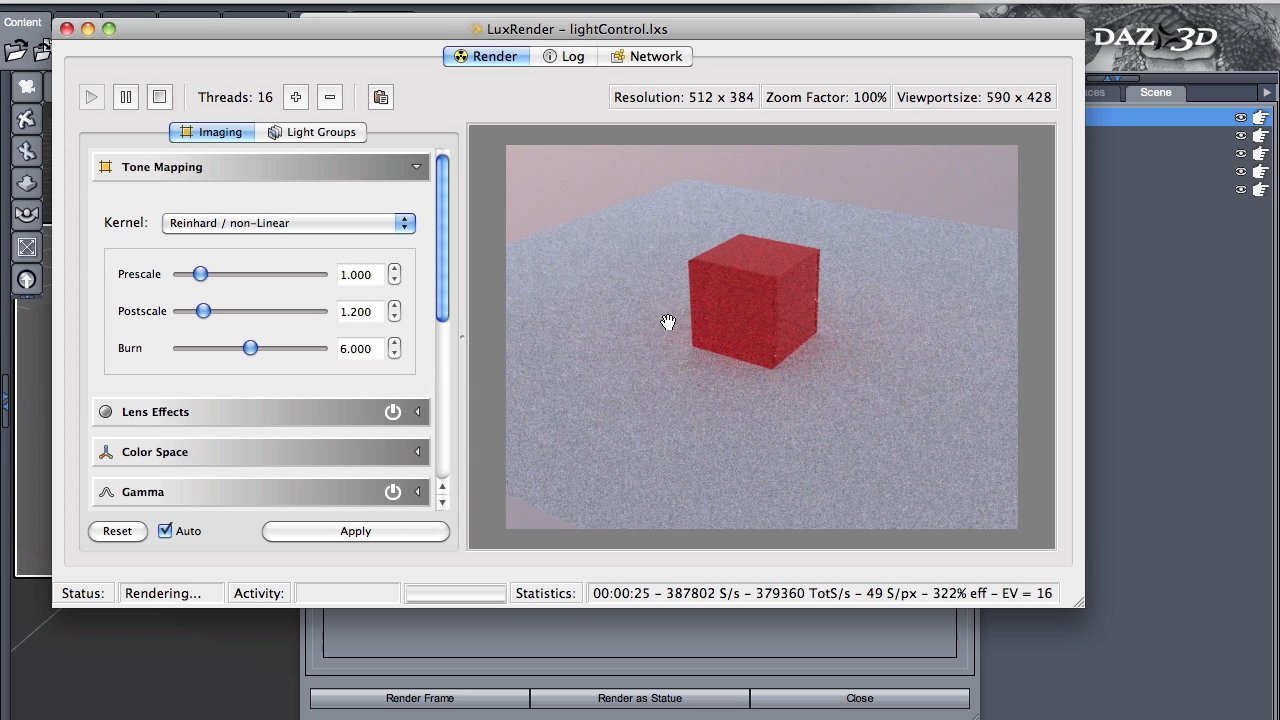 Content
LuxRender – lightControl.lxs
DAZ 3D
Render
Log
Network
Threads: 16
Resolution: 512 x 384
Zoom Factor: 100%
Viewportsize: 590 x 428
Scene
Imaging
Light Groups
Tone Mapping
Kernel:
Reinhard / non-Linear
Prescale
1.000
Postscale
1.200
Burn
6.000
Lens Effects
Color Space
Gamma
Reset
Auto
Apply
Status:
Rendering...
Activity:
Statistics:
00:00:25 – 387802 S/s – 379360 TotS/s – 49 S/px – 322% eff – EV = 16
Render Frame
Render as Statue
Close